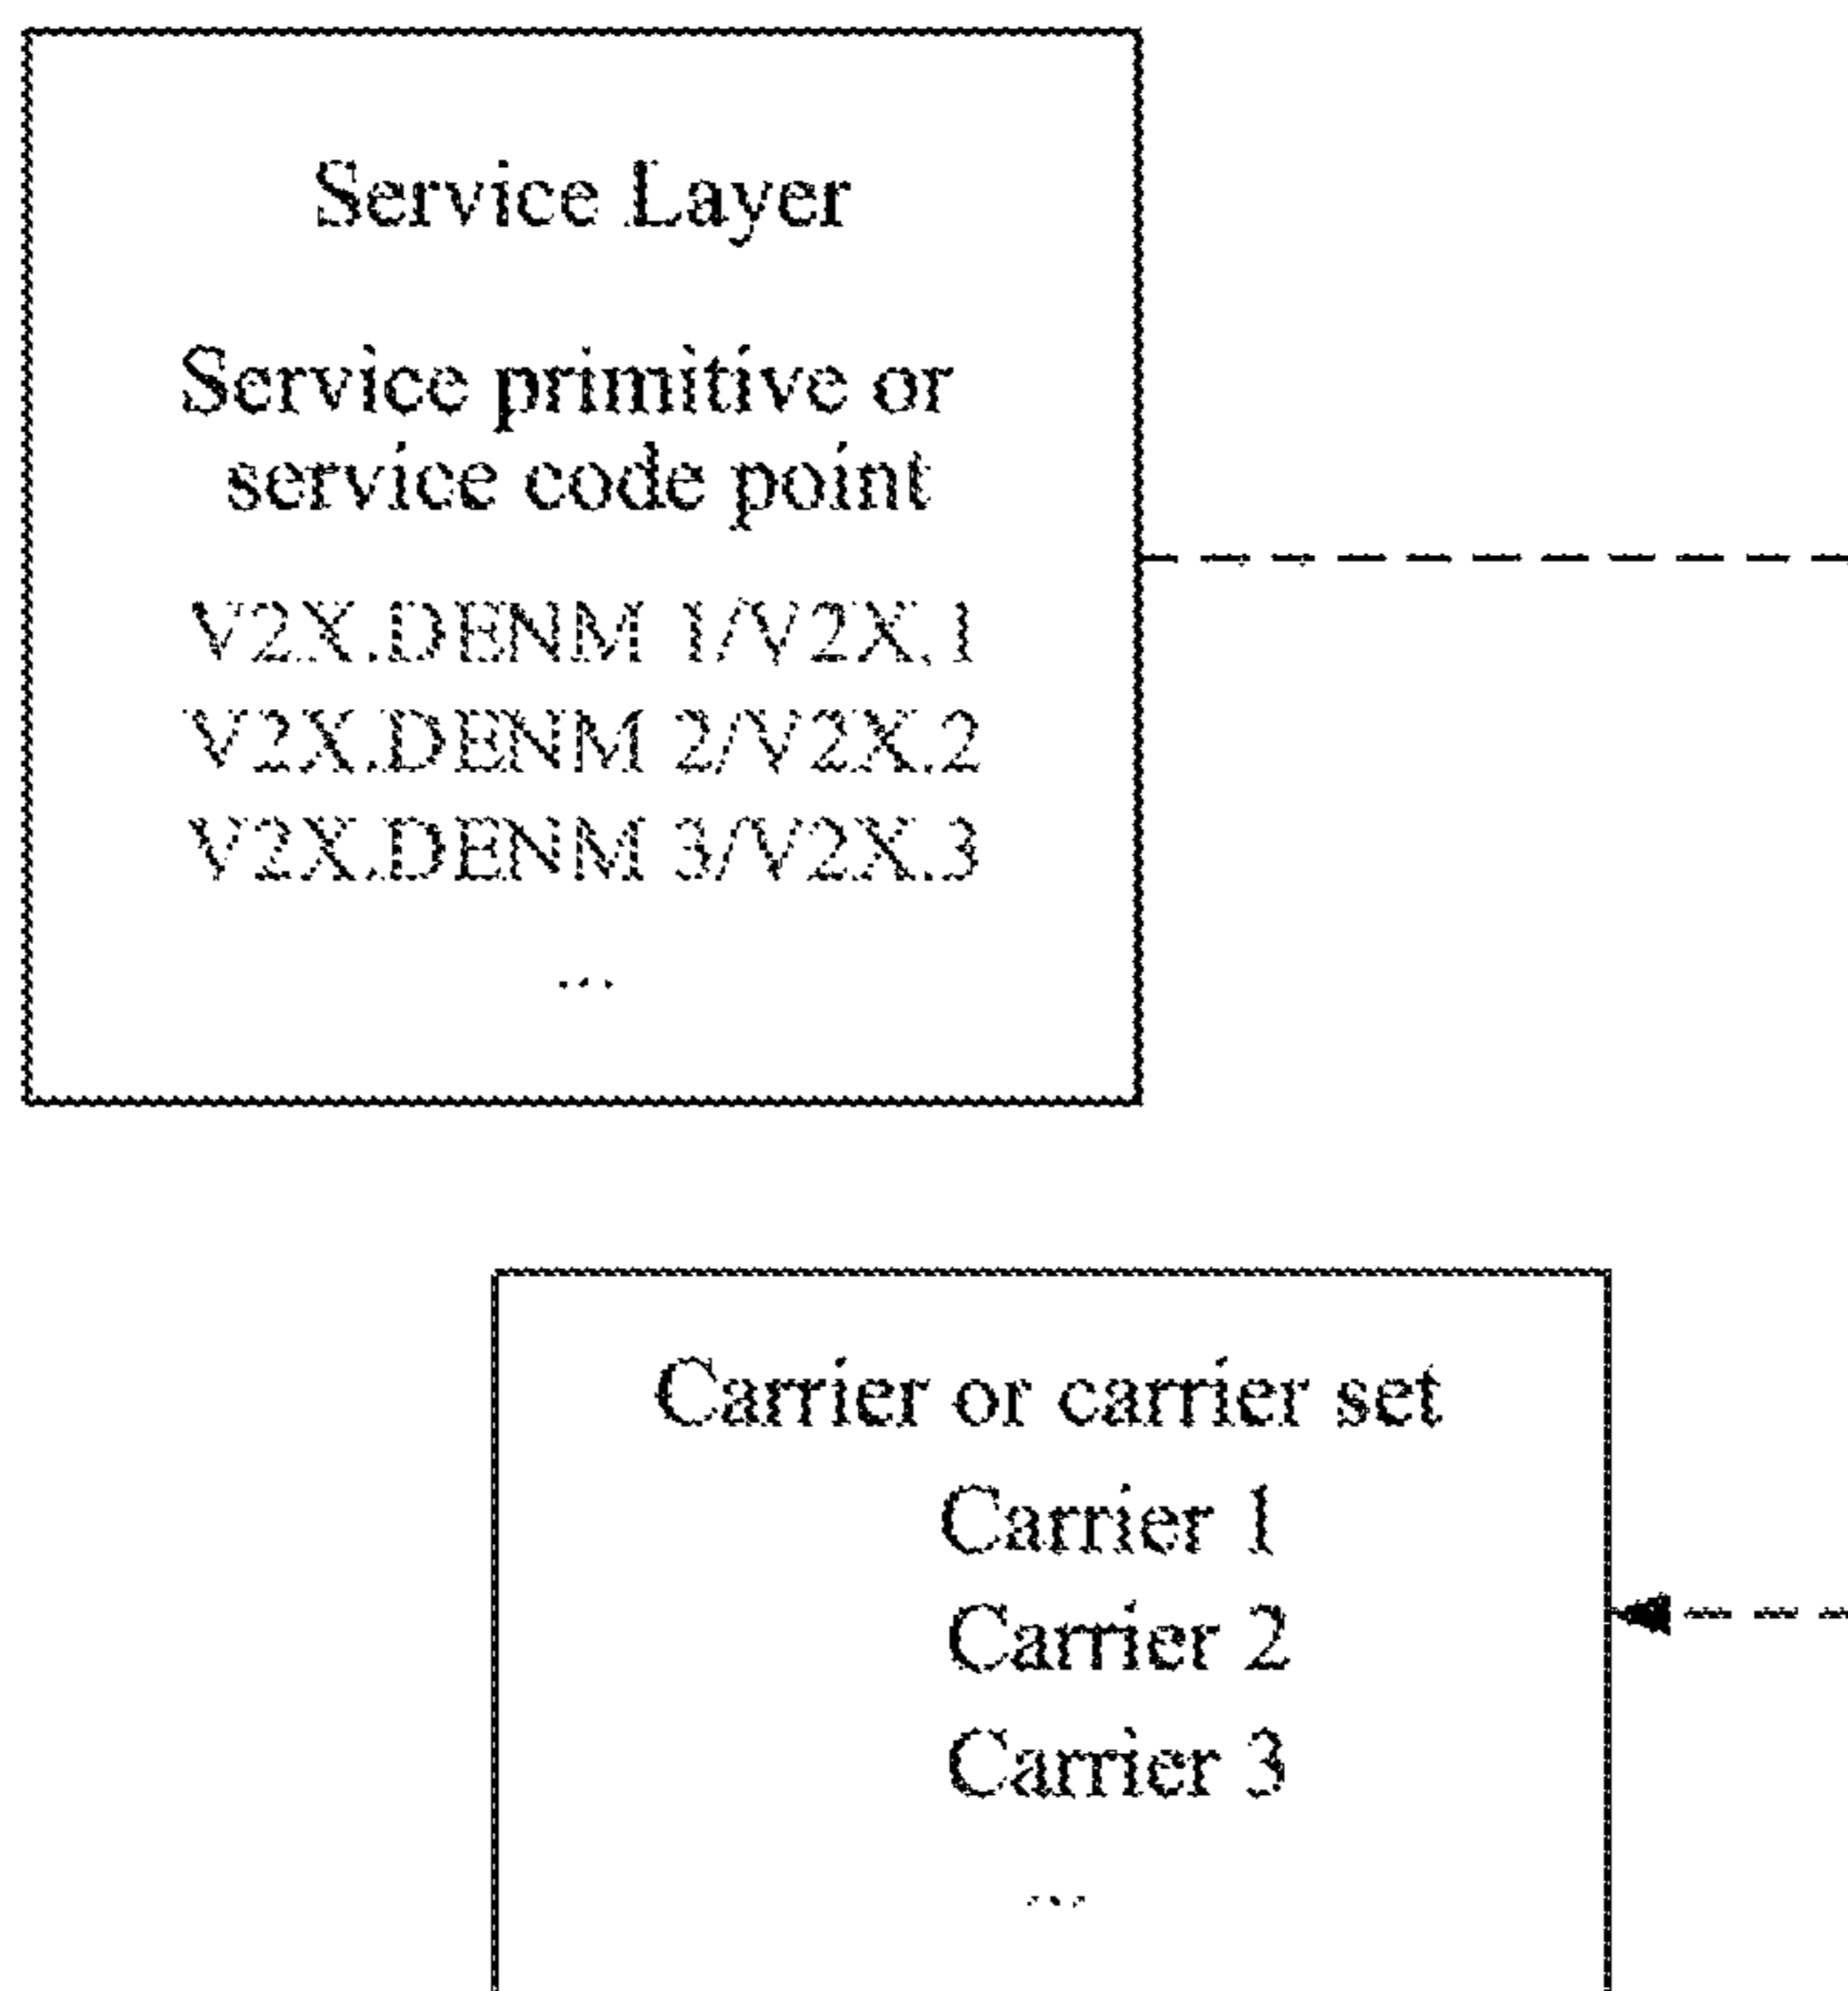 Service Layer
Service primitive or
service code point
V2X.DENM 1/V2X.1
V2X.DENM 2/V2X.2
V2X.DENM 3/V2X.3
...
Carrier or carrier set
Carrier 1
Carrier 2
Carrier 3
...